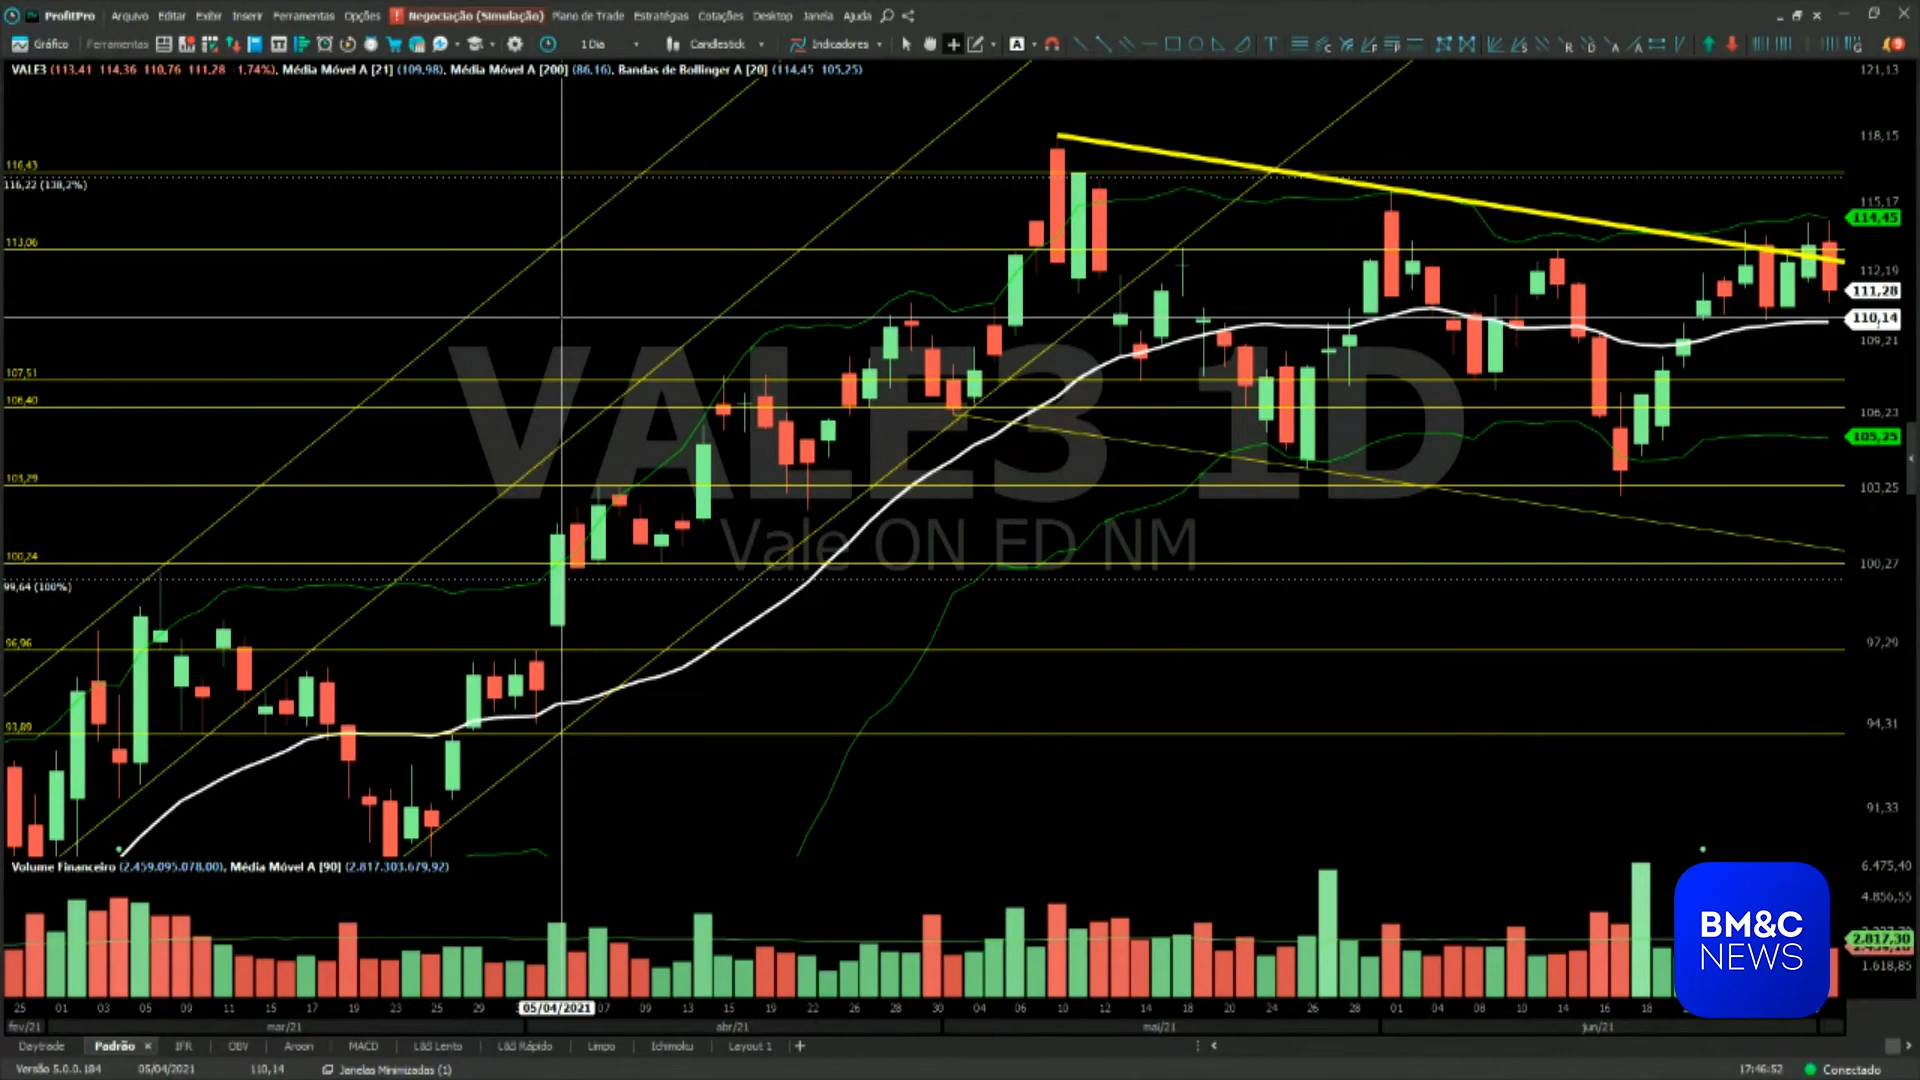 ProfitPro Arquivo Editar Exibir Inserir Ferramentas Opções ! Negociação (Simulação) Plano de Trade Estratégias Cotações Desktop Janela Ajuda
Gráfico Ferramentas 1 Dia Candlestick Indicadores A T 9
VALE3 (113,41 114,36 110,76 111,28 -1,74%), Média Móvel A [21] (109,98), Média Móvel A [200] (86,16), Bandas de Bollinger A [20] (114,45 105,25)
121,13
118,15
116,43
116,22 (138,2%)
115,17
114,45
113,06
112,19
111,28
110,14
109,21
107,51
106,40
106,23
105,25
103,29
103,25
100,24
100,27
99,64 (100%)
96,96
97,29
93,89
94,31
91,33
VALE3 1D
Vale ON ED NM
Volume Financeiro (2.459.095.078,00), Média Móvel A [90] (2.817.303.679,92)
6.475,40
4.856,55
2.817,30
1.618,85
BM&C
NEWS
25 01 03 05 09 11 15 17 19 23 25 29 05/04/2021 07 09 13 15 19 22 26 28 30 04 06 10 12 14 18 20 24 26 28 01 04 08 10 14 16 18
fev/21 mar/21 abr/21 mai/21 jun/21
Daytrade Padrão × IFR OBV Aroon MACD L&S Lento L&S Rápido Limpo Ichimoku Layout 1 +
Versão 5.0.0.184 05/04/2021 110,14 Janelas Minimizadas (1) 17:46:52 Conectado